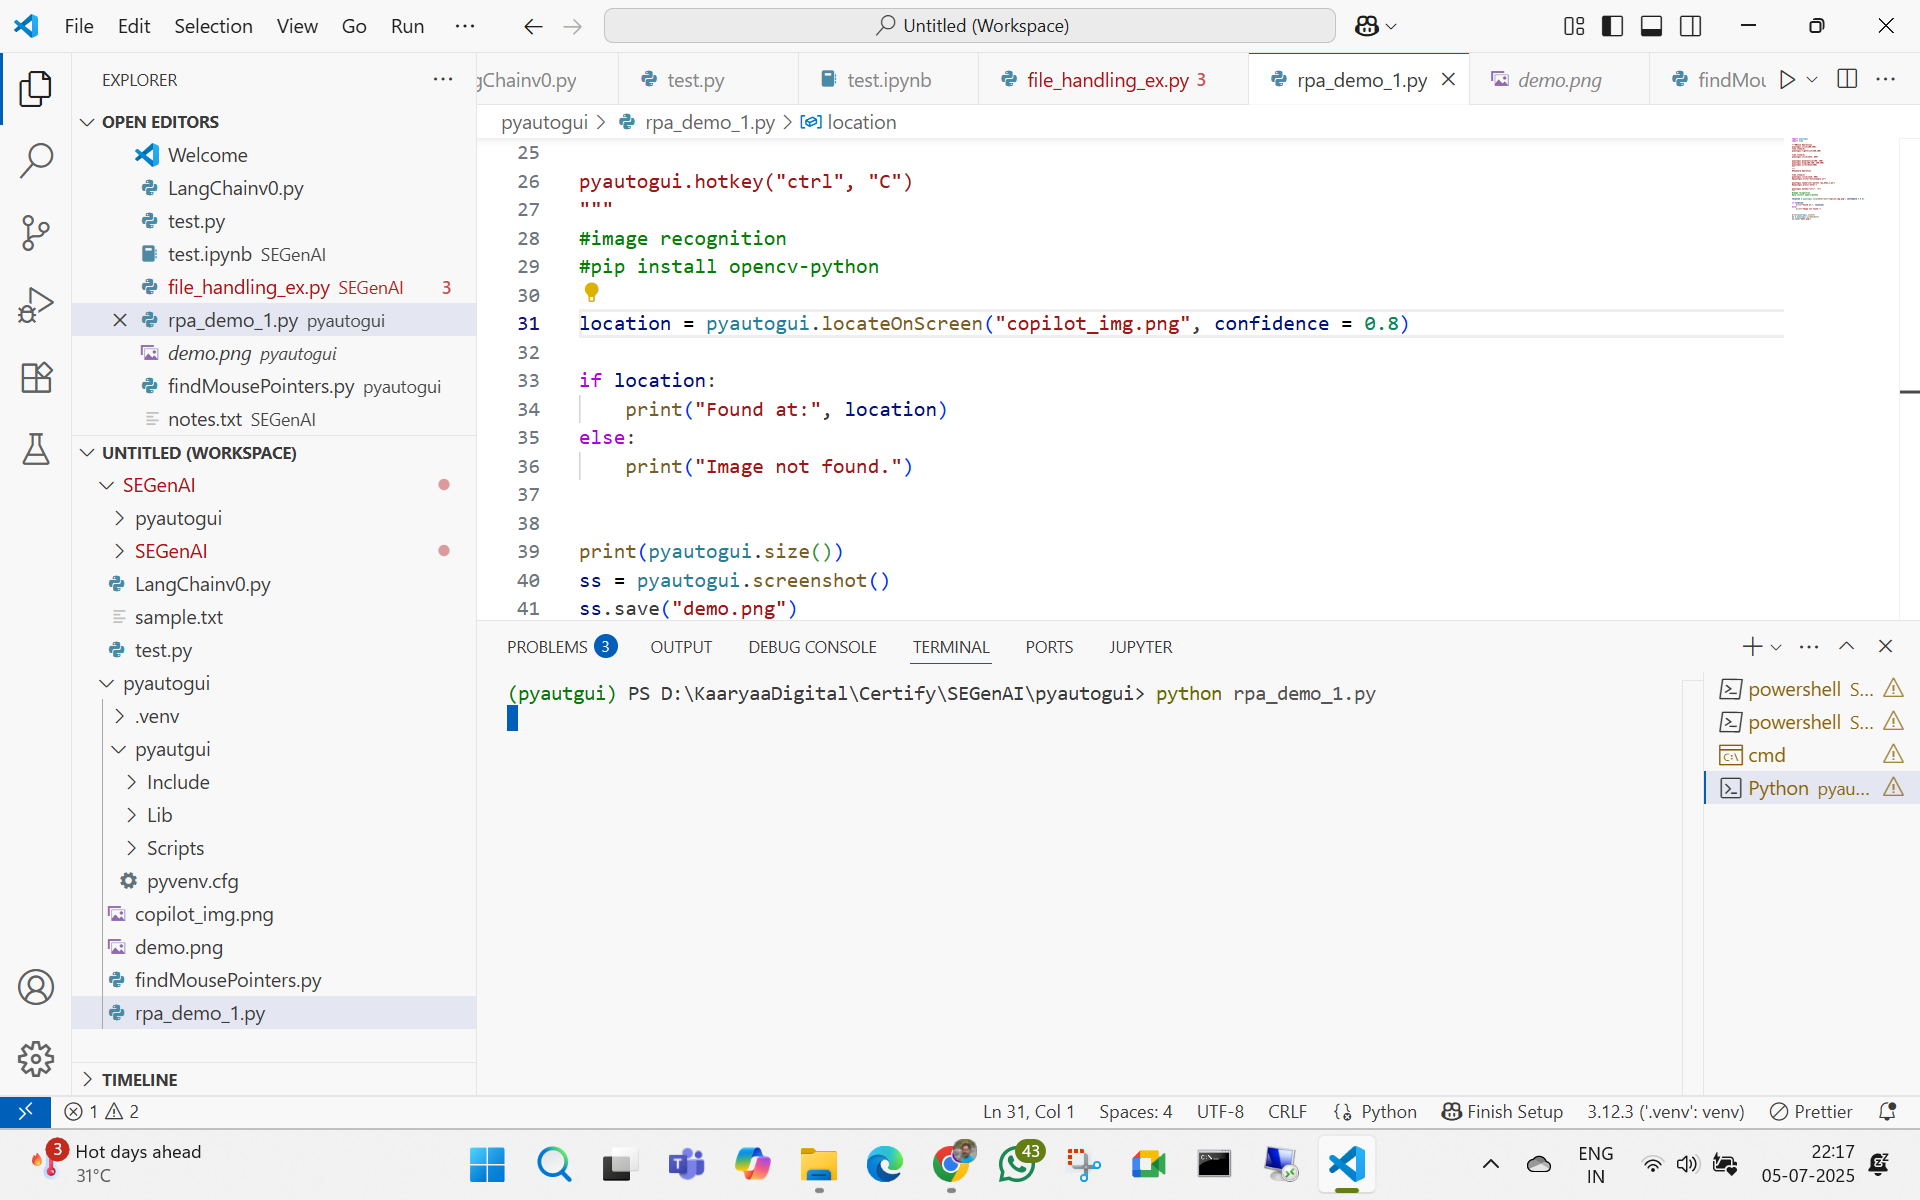 File Edit Selection View Go Run ···
Untitled (Workspace)
EXPLORER
OPEN EDITORS
Welcome
LangChainv0.py
test.py
test.ipynb SEGenAI
file_handling_ex.py SEGenAI 3
rpa_demo_1.py pyautogui
demo.png pyautogui
findMousePointers.py pyautogui
notes.txt SEGenAI
UNTITLED (WORKSPACE)
SEGenAI
pyautogui
SEGenAI
LangChainv0.py
sample.txt
test.py
pyautogui
.venv
pyautgui
Include
Lib
Scripts
pyvenv.cfg
copilot_img.png
demo.png
findMousePointers.py
rpa_demo_1.py
TIMELINE
gChainv0.py test.py test.ipynb file_handling_ex.py 3 rpa_demo_1.py demo.png findMou
pyautogui > rpa_demo_1.py > location
25
26 pyautogui.hotkey("ctrl", "C")
27 """
28 #image recognition
29 #pip install opencv-python
30
31 location = pyautogui.locateOnScreen("copilot_img.png", confidence = 0.8)
32
33 if location:
34 print("Found at:", location)
35 else:
36 print("Image not found.")
37
38
39 print(pyautogui.size())
40 ss = pyautogui.screenshot()
41 ss.save("demo.png")
PROBLEMS 3 OUTPUT DEBUG CONSOLE TERMINAL PORTS JUPYTER
(pyautgui) PS D:\KaaryaaDigital\Certify\SEGenAI\pyautogui> python rpa_demo_1.py
powershell S...
powershell S...
cmd
Python pyau...
1 2
Ln 31, Col 1 Spaces: 4 UTF-8 CRLF Python Finish Setup 3.12.3 ('.venv': venv) Prettier
3 Hot days ahead
31°C
43
ENG
IN
22:17
05-07-2025